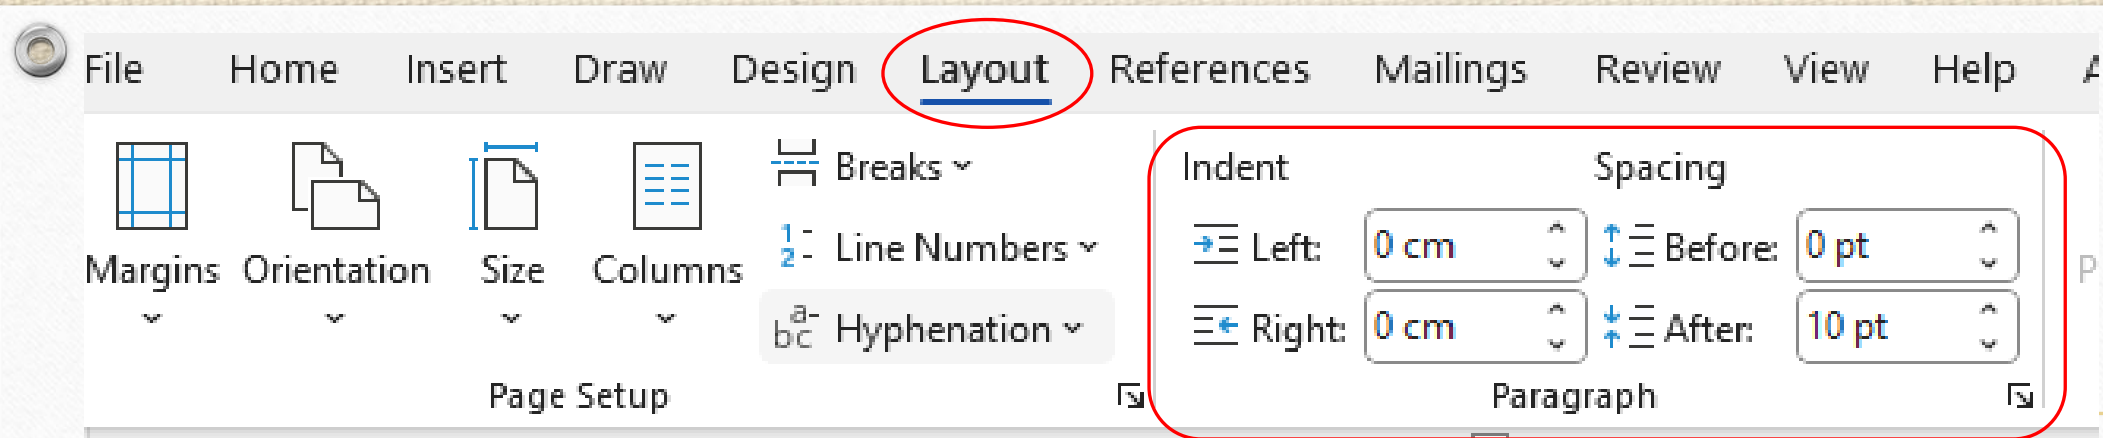 File Home Insert Draw Design Layout References Mailings Review View Help
Margins Orientation Size Columns
Breaks
Line Numbers
Hyphenation
Page Setup
Indent Spacing
Left: 0 cm Before: 0 pt
Right: 0 cm After: 10 pt
Paragraph